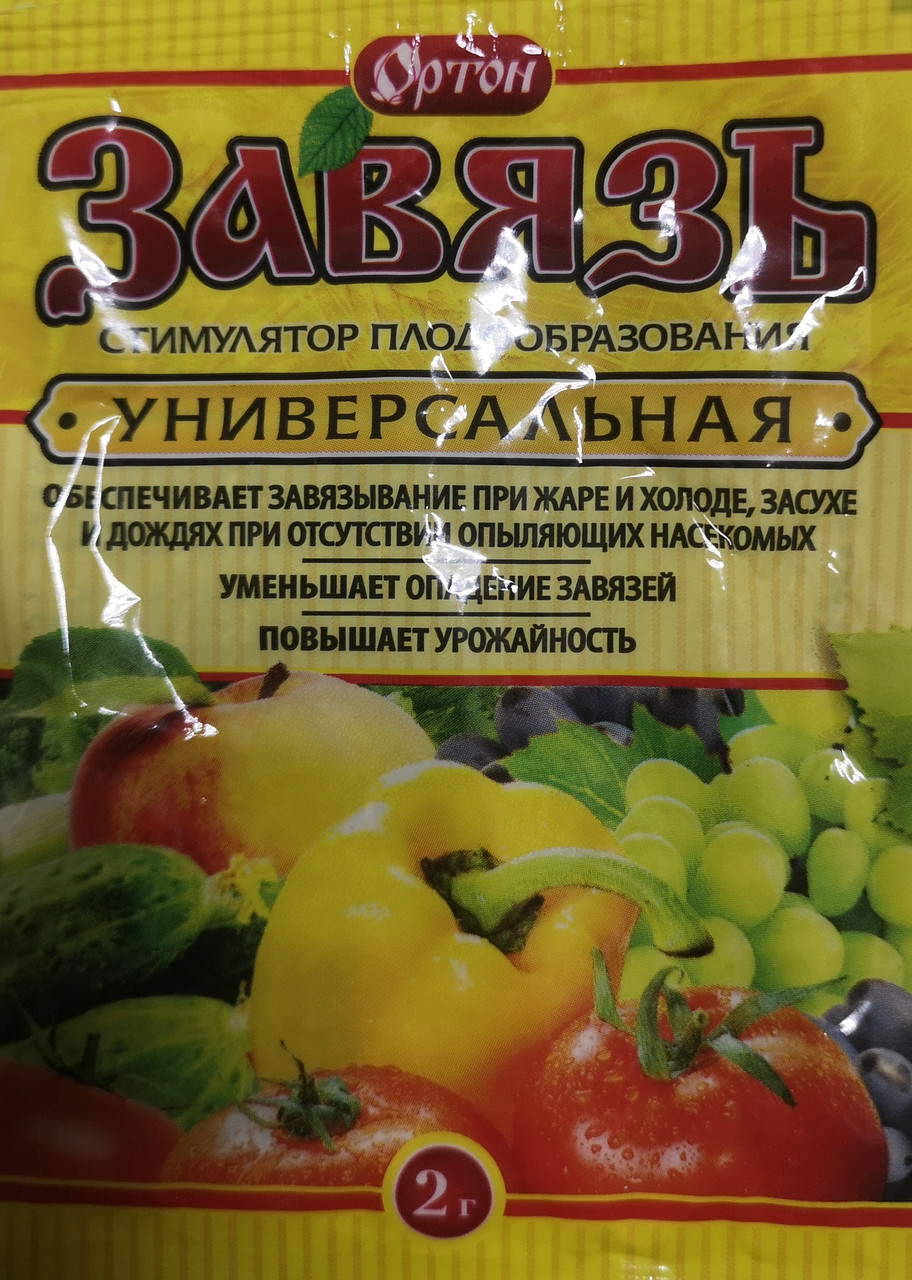 Ортон
ЗАВЯЗЬ
СТИМУЛЯТОР ПЛОДООБРАЗОВАНИЯ
УНИВЕРСАЛЬНАЯ
ОБЕСПЕЧИВАЕТ ЗАВЯЗЫВАНИЕ ПРИ ЖАРЕ И ХОЛОДЕ, ЗАСУХЕ
И ДОЖДЯХ ПРИ ОТСУТСТВИИ ОПЫЛЯЮЩИХ НАСЕКОМЫХ
УМЕНЬШАЕТ ОПАДЕНИЕ ЗАВЯЗЕЙ
ПОВЫШАЕТ УРОЖАЙНОСТЬ
2 г